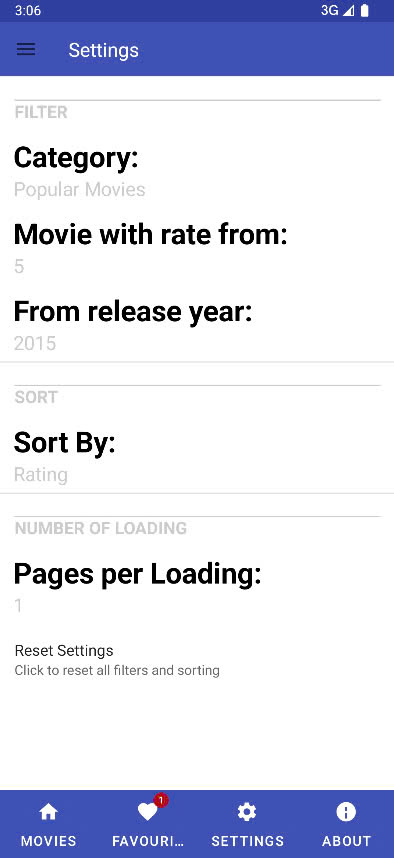 3:06 3G
Settings
FILTER
Category:
Popular Movies
Movie with rate from:
5
From release year:
2015
SORT
Sort By:
Rating
NUMBER OF LOADING
Pages per Loading:
1
Reset Settings
Click to reset all filters and sorting
1
MOVIES FAVOURI... SETTINGS ABOUT